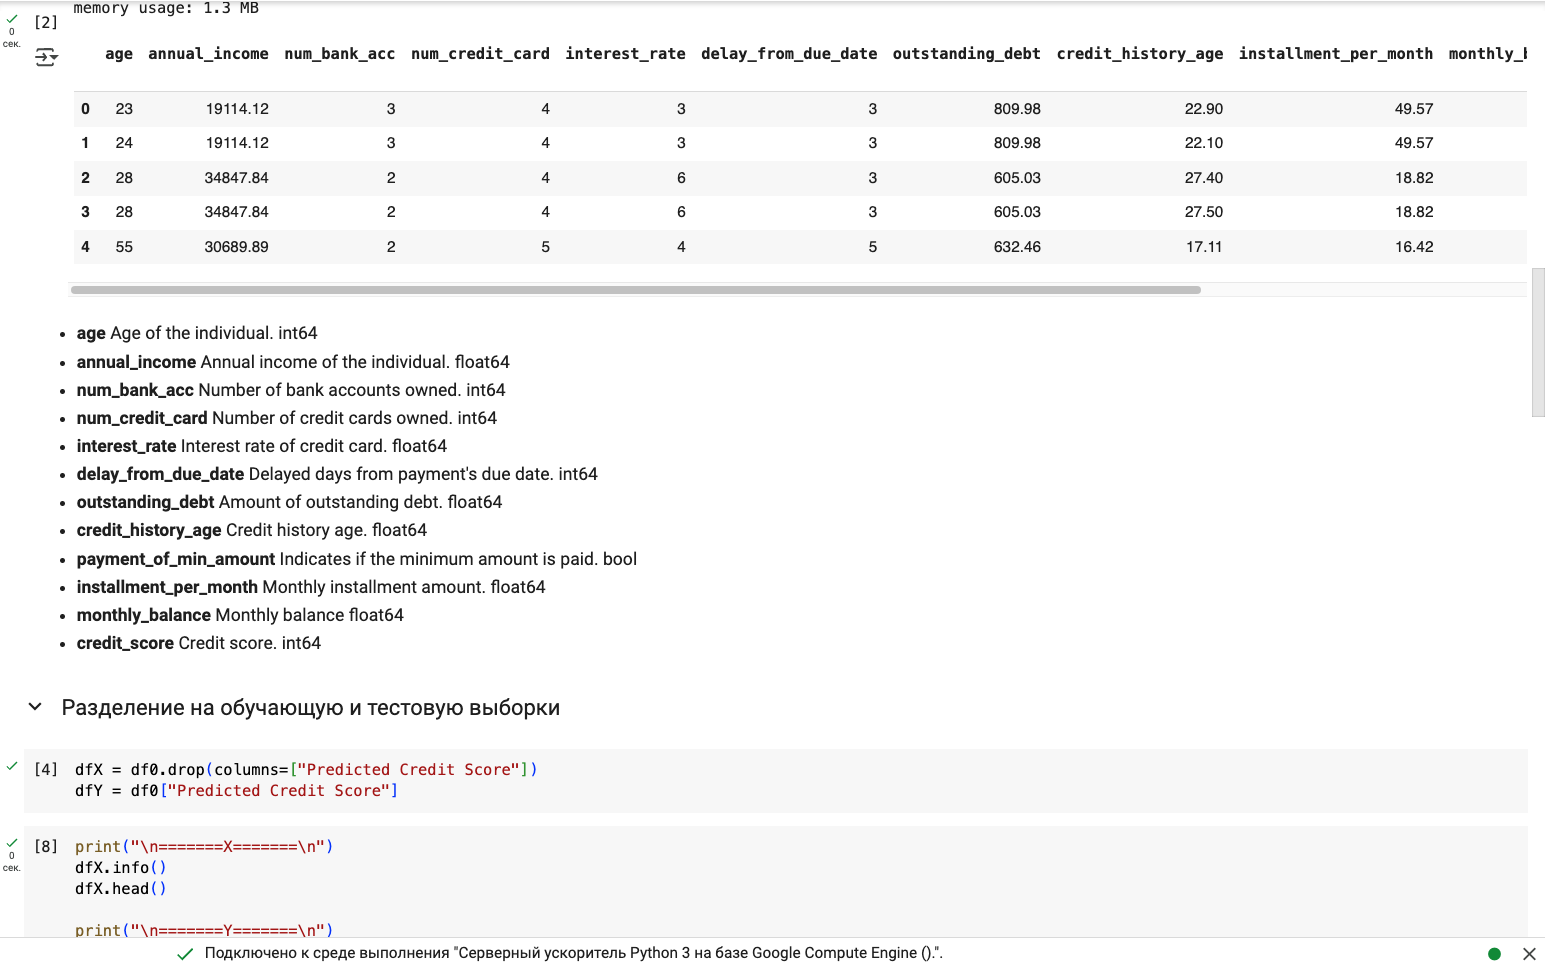 memory usage: 1.3 MB
[2]
0
сек.
age annual_income num_bank_acc num_credit_card interest_rate delay_from_due_date outstanding_debt credit_history_age installment_per_month monthly_b
0 23 19114.12 3 4 3 3 809.98 22.90 49.57
1 24 19114.12 3 4 3 3 809.98 22.10 49.57
2 28 34847.84 2 4 6 3 605.03 27.40 18.82
3 28 34847.84 2 4 6 3 605.03 27.50 18.82
4 55 30689.89 2 5 4 5 632.46 17.11 16.42
• age Age of the individual. int64
• annual_income Annual income of the individual. float64
• num_bank_acc Number of bank accounts owned. int64
• num_credit_card Number of credit cards owned. int64
• interest_rate Interest rate of credit card. float64
• delay_from_due_date Delayed days from payment's due date. int64
• outstanding_debt Amount of outstanding debt. float64
• credit_history_age Credit history age. float64
• payment_of_min_amount Indicates if the minimum amount is paid. bool
• installment_per_month Monthly installment amount. float64
• monthly_balance Monthly balance float64
• credit_score Credit score. int64
Разделение на обучающую и тестовую выборки
[4] dfX = df0.drop(columns=["Predicted Credit Score"])
dfY = df0["Predicted Credit Score"]
[8] print("\n=======X=======\n")
0
сек.
dfX.info()
dfX.head()
print("\n=======Y=======\n")
Подключено к среде выполнения "Серверный ускоритель Python 3 на базе Google Compute Engine ().".